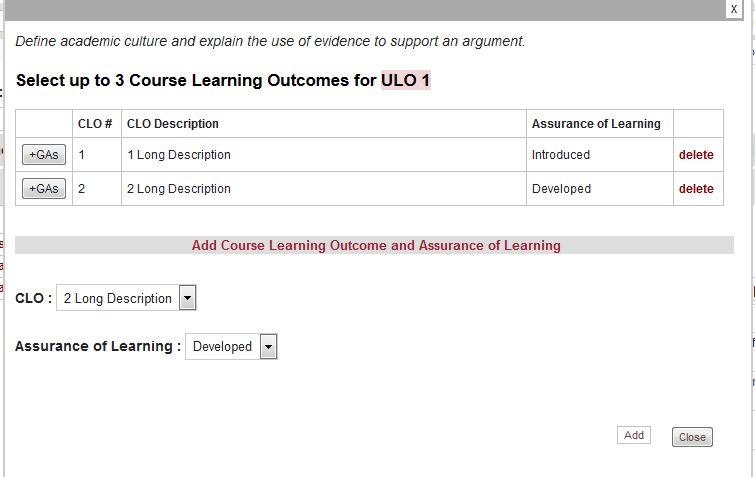 X
Define academic culture and explain the use of evidence to support an argument.
Select up to 3 Course Learning Outcomes for ULO 1
CLO # CLO Description Assurance of Learning
+GAs 1 1 Long Description Introduced delete
+GAs 2 2 Long Description Developed delete
Add Course Learning Outcome and Assurance of Learning
CLO : 2 Long Description
Assurance of Learning : Developed
Add Close